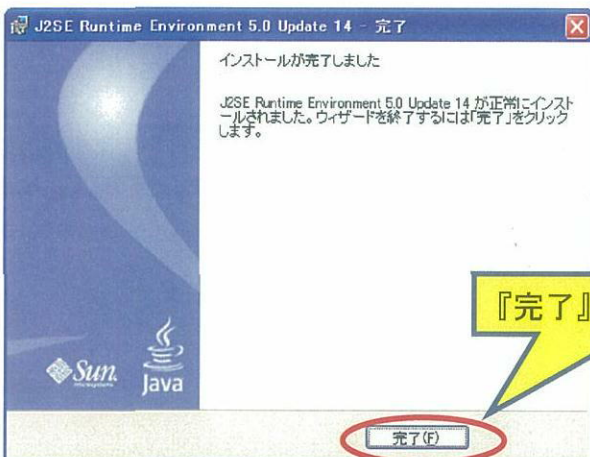 J2SE Runtime Environment 5.0 Update 14 - 完了
インストールが完了しました
J2SE Runtime Environment 5.0 Update 14 が正常にインスト
ールされました。ウィザードを終了するには「完了」をクリック
します。
『完了』
Sun
microsystems
Java
完了(F)